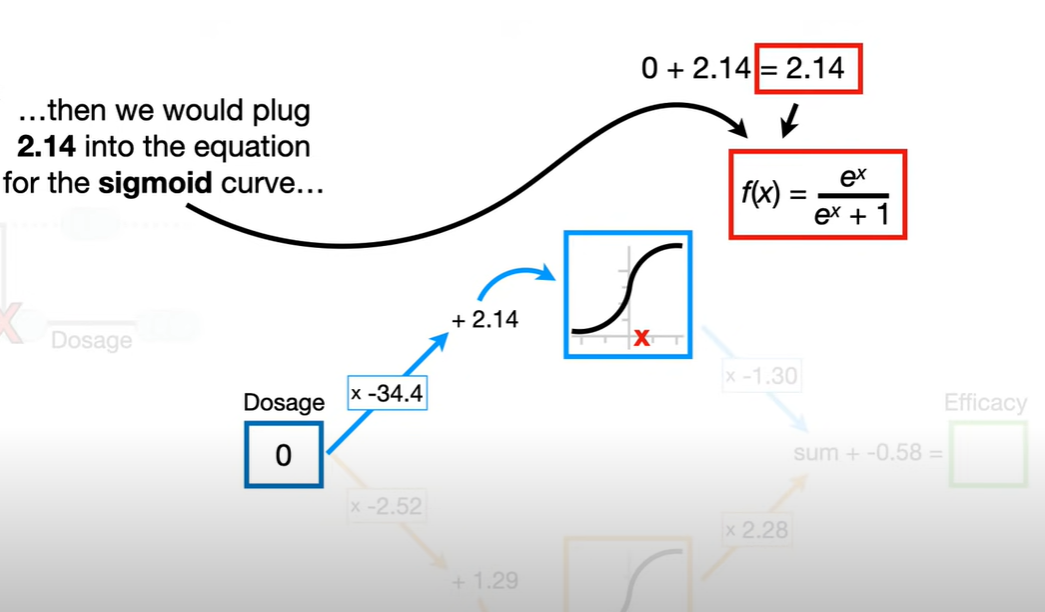 0 + 2.14 = 2.14
...then we would plug
2.14 into the equation
for the sigmoid curve...
f(x) = eˣ / (eˣ + 1)
+ 2.14
x
Dosage
x -34.4
x -1.30
Dosage
0
Efficacy
sum + -0.58 =
x -2.52
x 2.28
+ 1.29